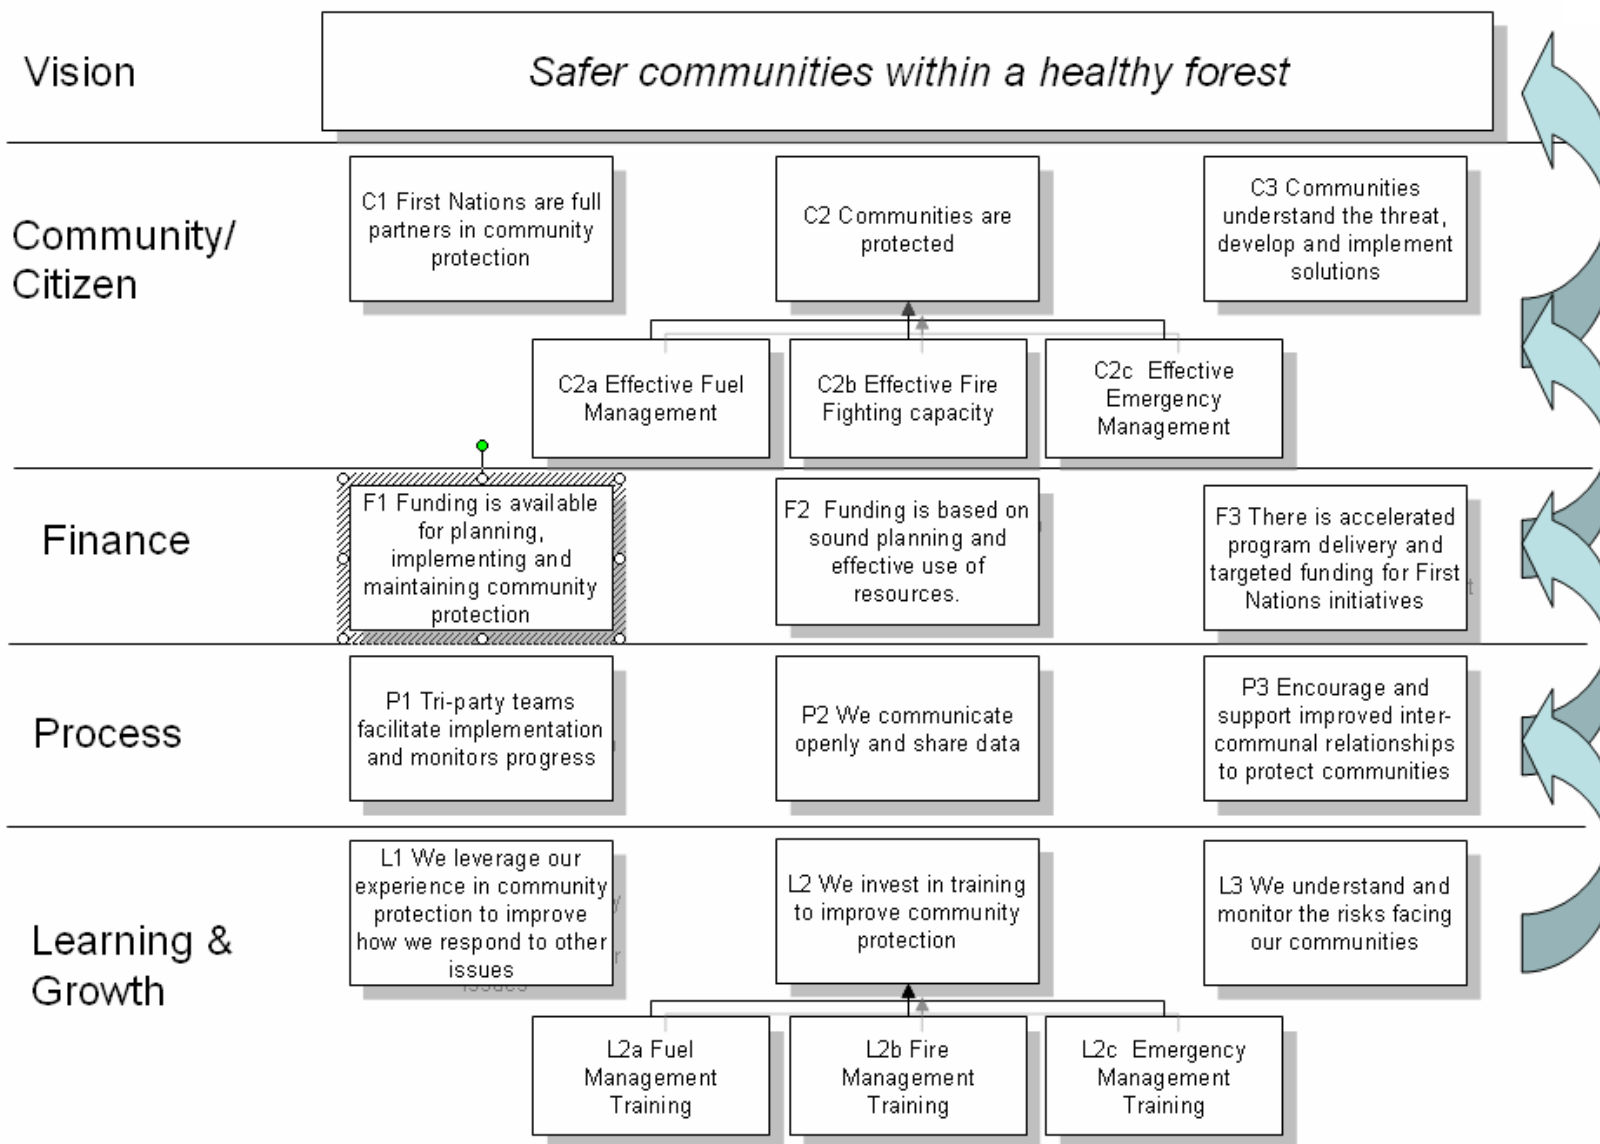 Vision
Safer communities within a healthy forest
Community/
Citizen
C1 First Nations are full
partners in community
protection
C2 Communities are
protected
C3 Communities
understand the threat,
develop and implement
solutions
C2a Effective Fuel
Management
C2b Effective Fire
Fighting capacity
C2c Effective
Emergency
Management
Finance
F1 Funding is available
for planning,
implementing and
maintaining community
protection
F2 Funding is based on
sound planning and
effective use of
resources.
F3 There is accelerated
program delivery and
targeted funding for First
Nations initiatives
Process
P1 Tri-party teams
facilitate implementation
and monitors progress
P2 We communicate
openly and share data
P3 Encourage and
support improved inter-
communal relationships
to protect communities
Learning &
Growth
L1 We leverage our
experience in community
protection to improve
how we respond to other
issues
L2 We invest in training
to improve community
protection
L3 We understand and
monitor the risks facing
our communities
L2a Fuel
Management
Training
L2b Fire
Management
Training
L2c Emergency
Management
Training